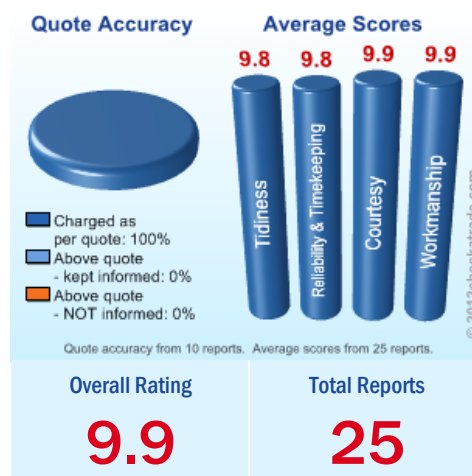 Quote Accuracy
Average Scores
9.8
9.8
9.9
9.9
Tidiness
Reliability & Timekeeping
Courtesy
Workmanship
Charged as
per quote: 100%
Above quote
- kept informed: 0%
Above quote
- NOT informed: 0%
Quote accuracy from 10 reports. Average scores from 25 reports.
Overall Rating
9.9
Total Reports
25